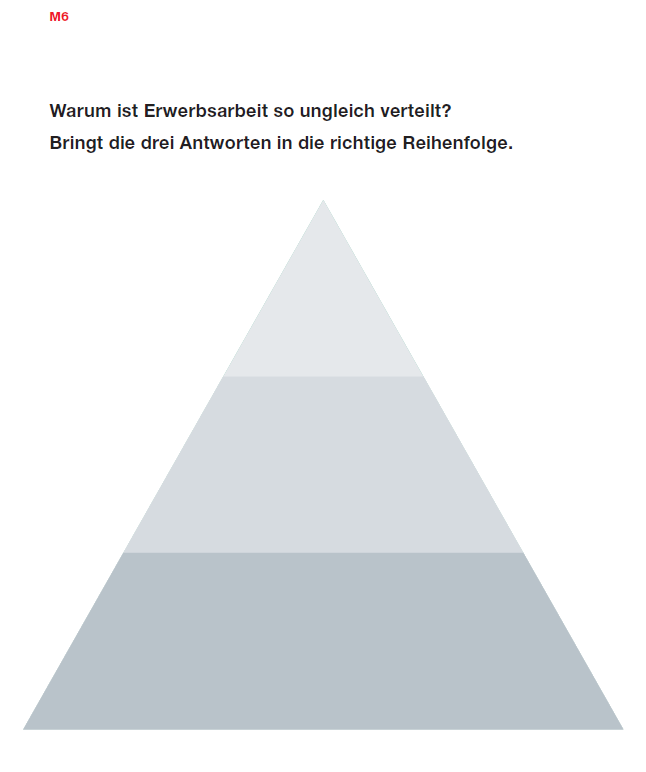 M6
Warum ist Erwerbsarbeit so ungleich verteilt?
Bringt die drei Antworten in die richtige Reihenfolge.